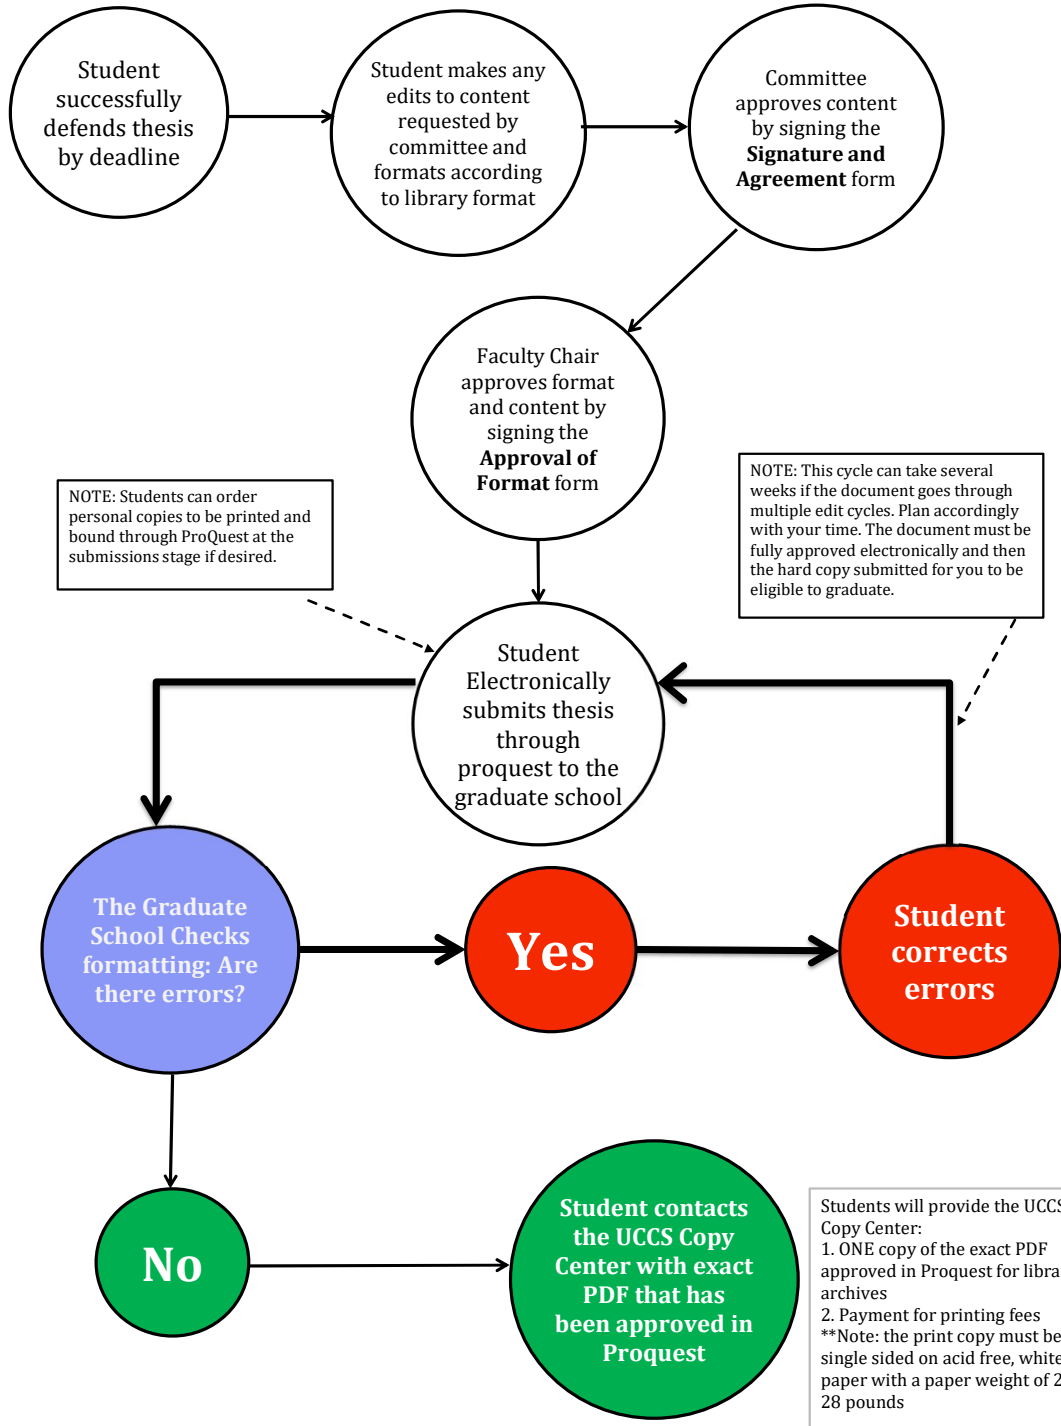 Student
successfully
defends thesis
by deadline
Student makes any
edits to content
requested by
committee and
formats according
to library format
Committee
approves content
by signing the
Signature and
Agreement form
Faculty Chair
approves format
and content by
signing the
Approval of
Format form
NOTE: Students can order
personal copies to be printed and
bound through ProQuest at the
submissions stage if desired.
NOTE: This cycle can take several
weeks if the document goes through
multiple edit cycles. Plan accordingly
with your time. The document must be
fully approved electronically and then
the hard copy submitted for you to be
eligible to graduate.
Student
Electronically
submits thesis
through
proquest to the
graduate school
The Graduate
School Checks
formatting: Are
there errors?
Yes
Student
corrects
errors
No
Student contacts
the UCCS Copy
Center with exact
PDF that has
been approved in
Proquest
Students will provide the UCCS
Copy Center:
1. ONE copy of the exact PDF
approved in Proquest for
archives
2. Payment for printing fees
**Note: the print copy must be
single sided on acid free, white
paper with a paper weight of
28 pounds